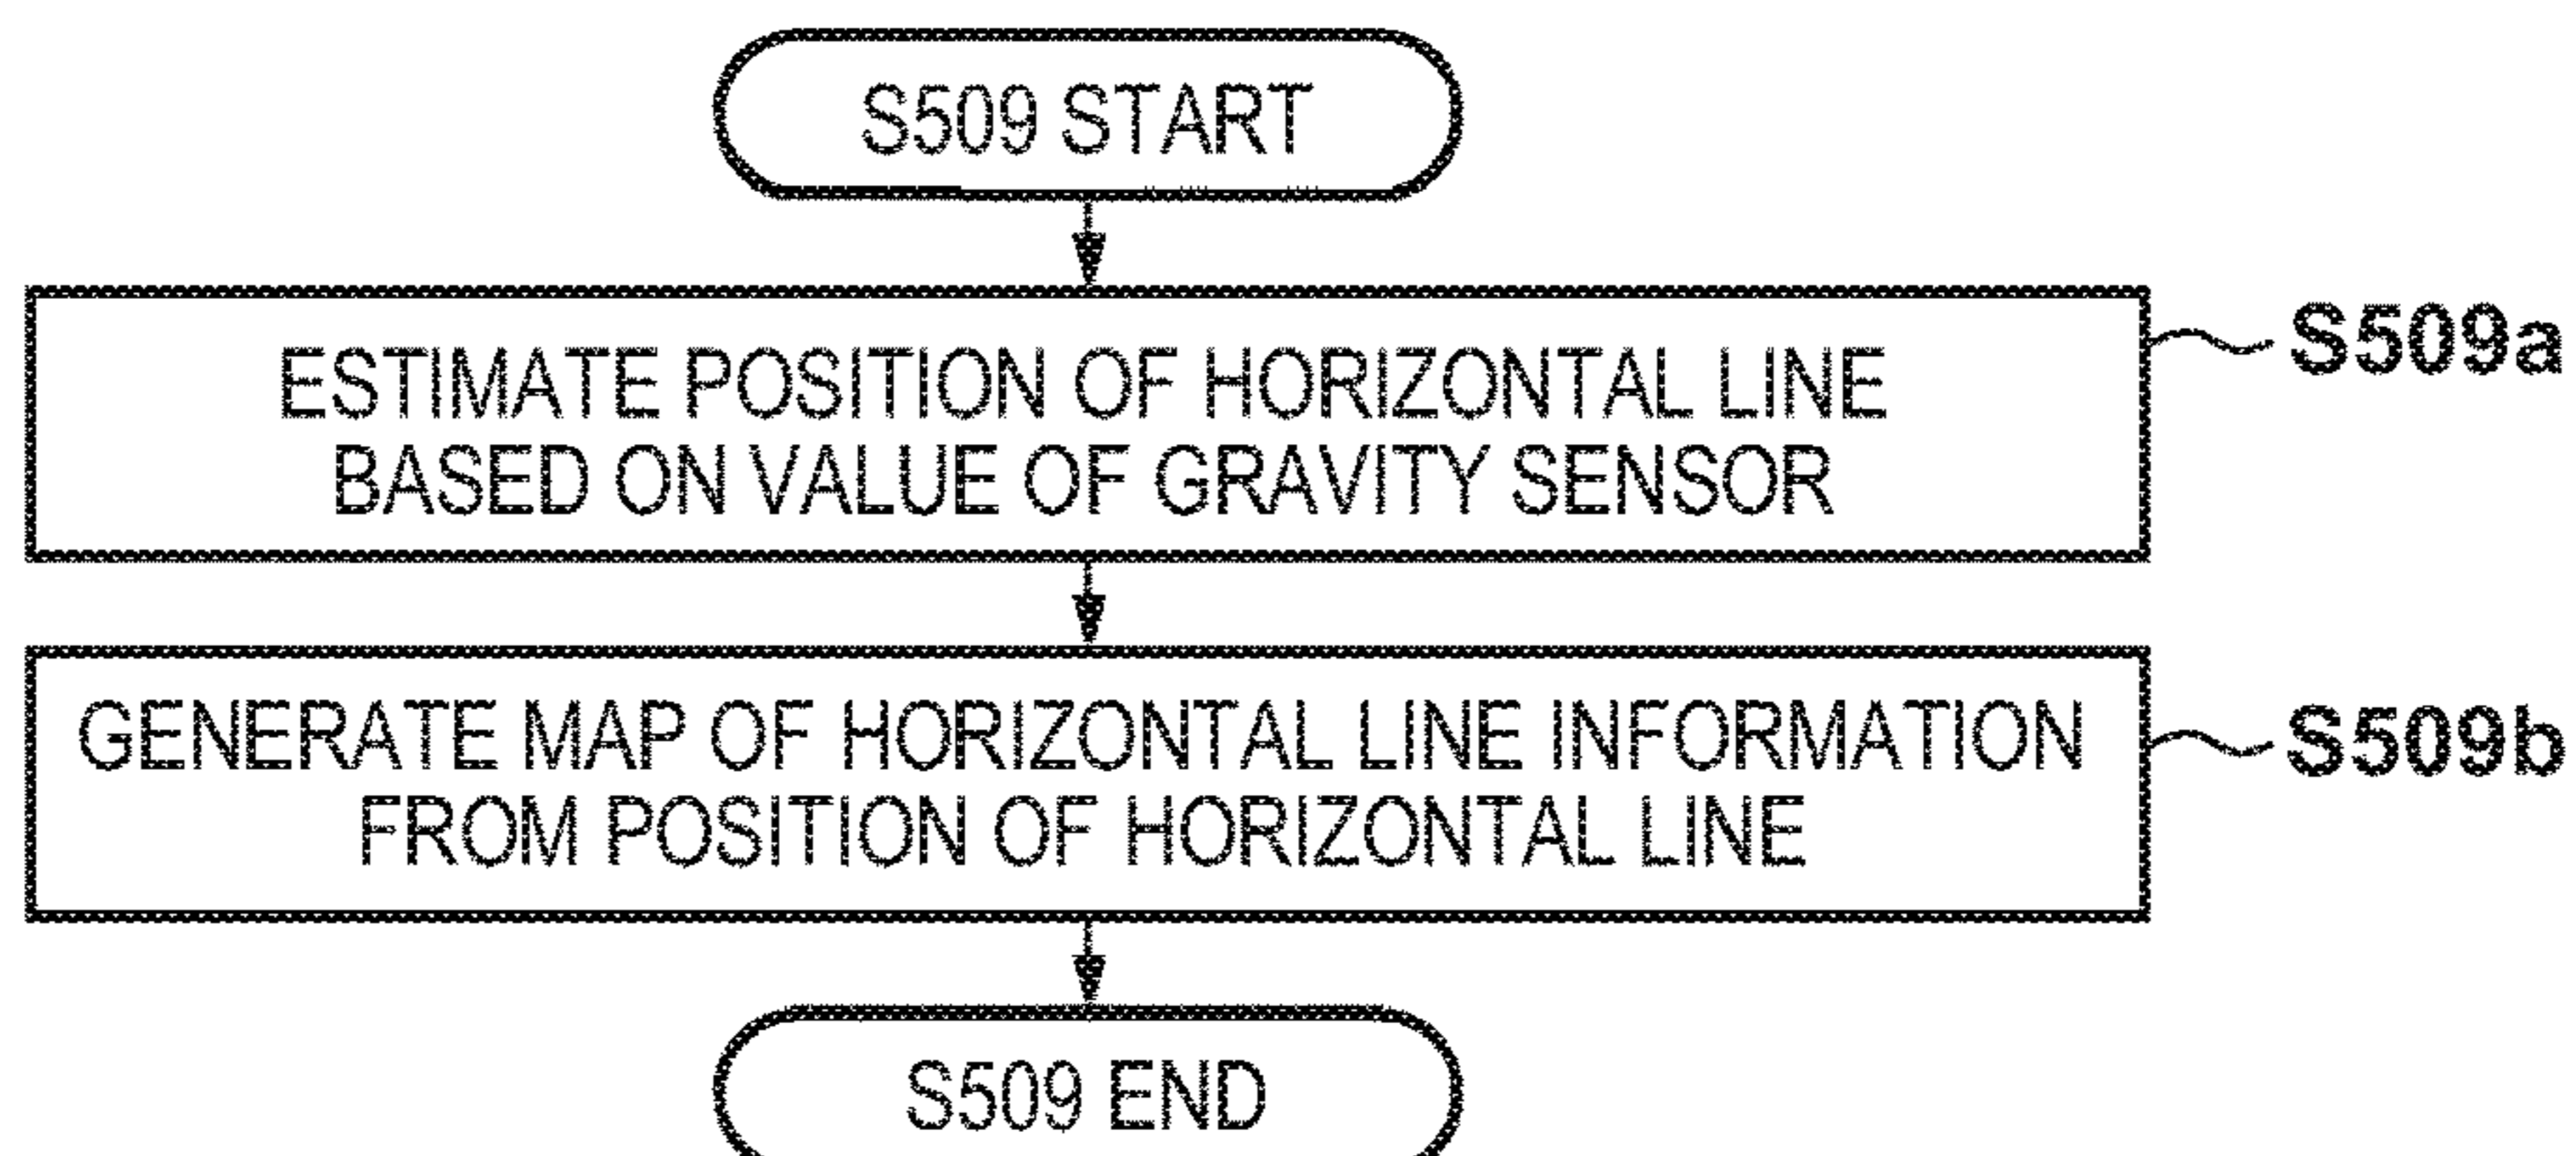 S509 START
ESTIMATE POSITION OF HORIZONTAL LINE
BASED ON VALUE OF GRAVITY SENSOR
S509a
GENERATE MAP OF HORIZONTAL LINE INFORMATION
FROM POSITION OF HORIZONTAL LINE
S509b
S509 END